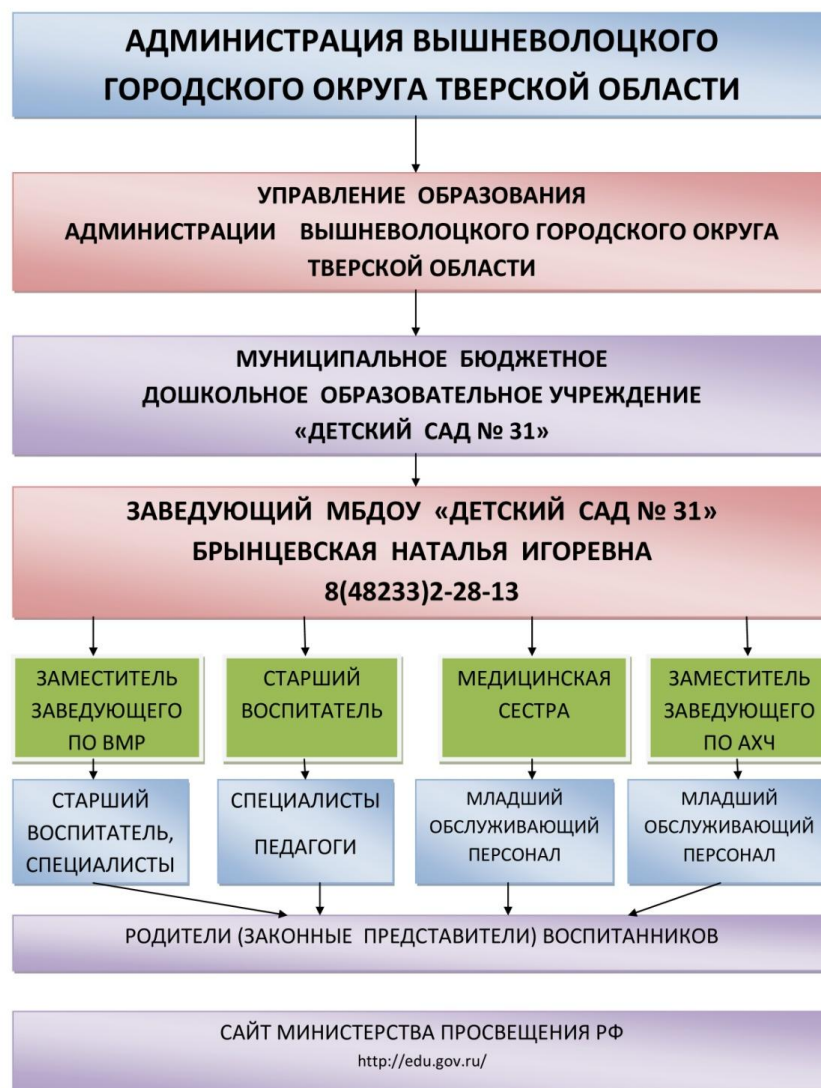 АДМИНИСТРАЦИЯ ВЫШНЕВОЛОЦКОГО
ГОРОДСКОГО ОКРУГА ТВЕРСКОЙ ОБЛАСТИ
УПРАВЛЕНИЕ ОБРАЗОВАНИЯ
АДМИНИСТРАЦИИ ВЫШНЕВОЛОЦКОГО ГОРОДСКОГО ОКРУГА
ТВЕРСКОЙ ОБЛАСТИ
МУНИЦИПАЛЬНОЕ БЮДЖЕТНОЕ
ДОШКОЛЬНОЕ ОБРАЗОВАТЕЛЬНОЕ УЧРЕЖДЕНИЕ
«ДЕТСКИЙ САД № 31»
ЗАВЕДУЮЩИЙ МБДОУ «ДЕТСКИЙ САД № 31»
БРЫНЦЕВСКАЯ НАТАЛЬЯ ИГОРЕВНА
8(48233)2-28-13
ЗАМЕСТИТЕЛЬ
ЗАВЕДУЮЩЕГО
ПО ВМР
СТАРШИЙ
ВОСПИТАТЕЛЬ
МЕДИЦИНСКАЯ
СЕСТРА
ЗАМЕСТИТЕЛЬ
ЗАВЕДУЮЩЕГО
ПО АХЧ
СТАРШИЙ
ВОСПИТАТЕЛЬ,
СПЕЦИАЛИСТЫ
СПЕЦИАЛИСТЫ
ПЕДАГОГИ
МЛАДШИЙ
ОБСЛУЖИВАЮЩИЙ
ПЕРСОНАЛ
МЛАДШИЙ
ОБСЛУЖИВАЮЩИЙ
ПЕРСОНАЛ
РОДИТЕЛИ (ЗАКОННЫЕ ПРЕДСТАВИТЕЛИ) ВОСПИТАННИКОВ
САЙТ МИНИСТЕРСТВА ПРОСВЕЩЕНИЯ РФ
http://edu.gov.ru/